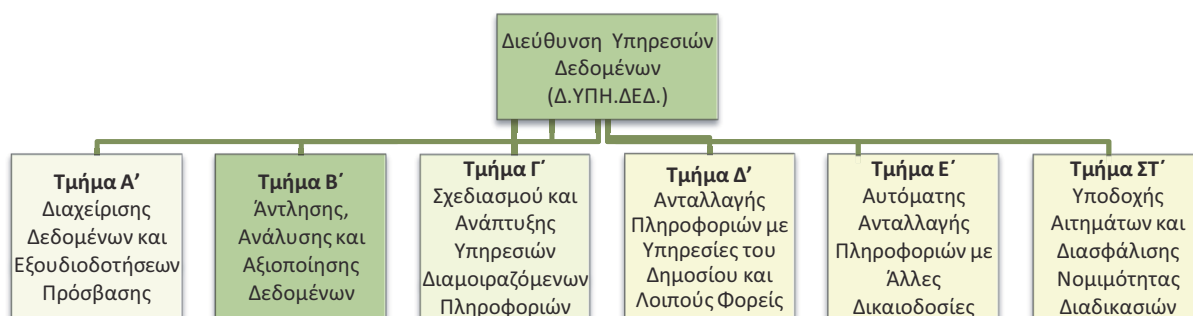 Διεύθυνση Υπηρεσιών
Δεδομένων
(Δ.ΥΠΗ.ΔΕΔ.)
Τμήμα Α’
Διαχείρισης
Δεδομένων και
Εξουδιοδοτήσεων
Πρόσβασης
Τμήμα Β΄
Άντλησης,
Ανάλυσης και
Αξιοποίησης
Δεδομένων
Τμήμα Γ΄
Σχεδιασμού και
Ανάπτυξης
Υπηρεσιών
Διαμοιραζόμενων
Πληροφοριών
Τμήμα Δ’
Ανταλλαγής
Πληροφοριών με
Υπηρεσίες του
Δημοσίου και
Λοιπούς Φορείς
Τμήμα Ε΄
Αυτόματης
Ανταλλαγής
Πληροφοριών με
Άλλες
Δικαιοδοσίες
Τμήμα ΣΤ΄
Υποδοχής
Αιτημάτων και
Διασφάλισης
Νομιμότητας
Διαδικασιών